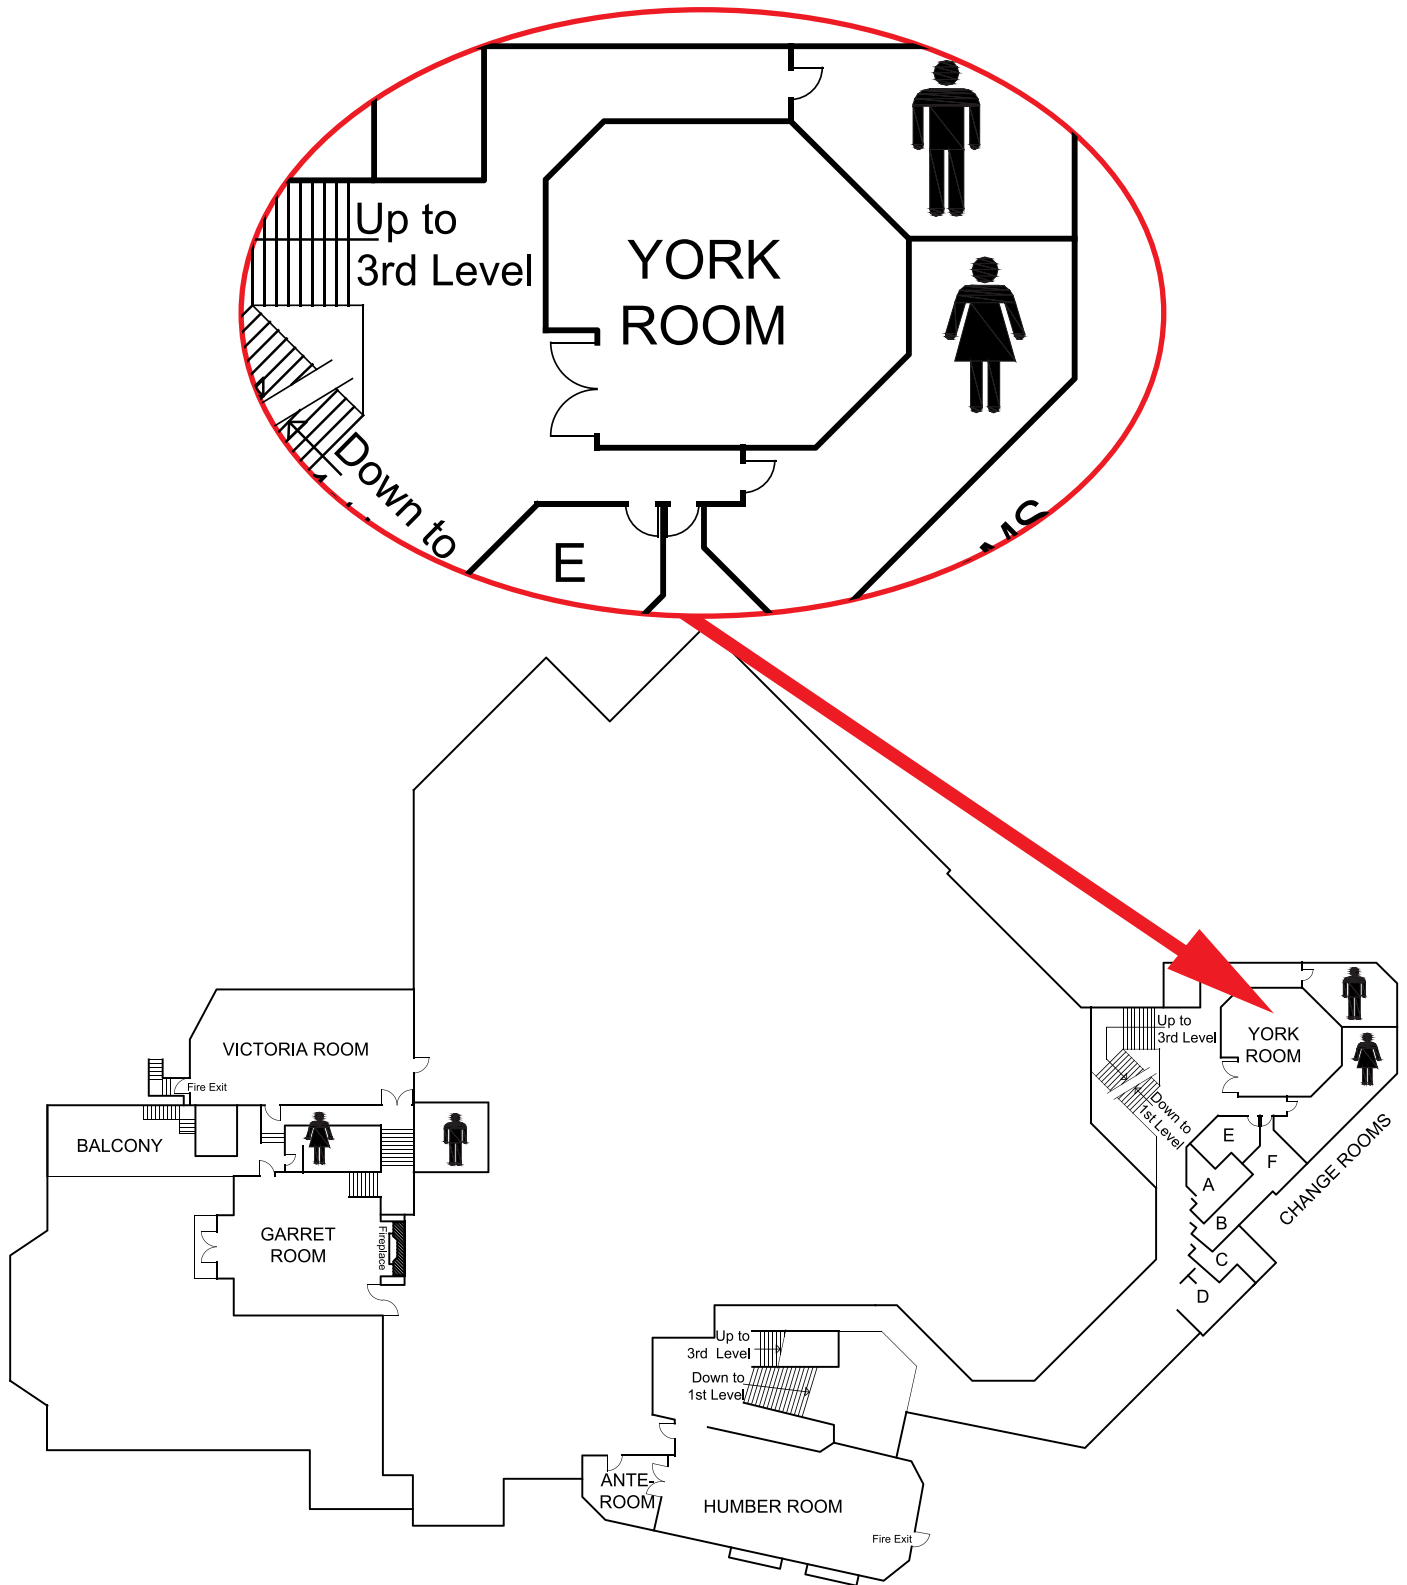 Up to
3rd Level
YORK
ROOM
Down to
E
MS
VICTORIA ROOM
Fire Exit
BALCONY
GARRET
ROOM
Fireplace
Up to
3rd Level
YORK
ROOM
Down to
1st Level
E
F
A
B
C
D
CHANGE ROOMS
Up to
3rd Level
Down to
1st Level
ANTE-
ROOM
HUMBER ROOM
Fire Exit